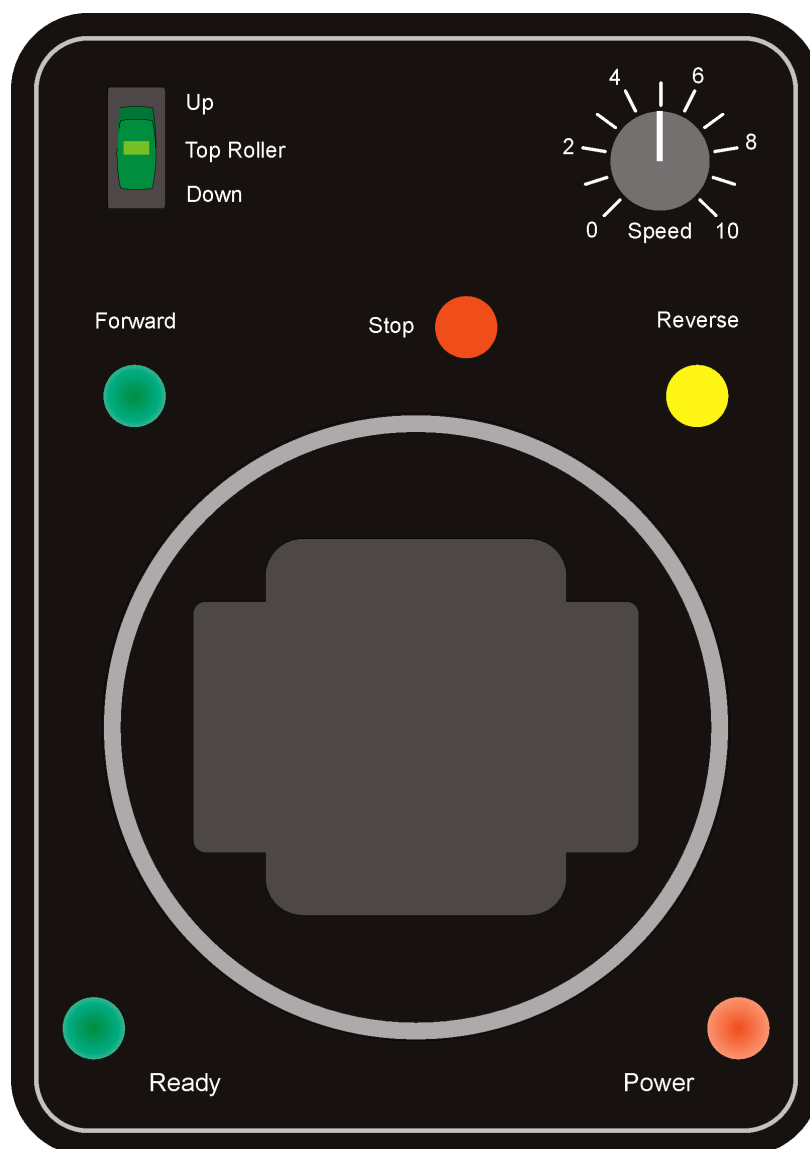 Up
Top Roller
Down
4
6
2
8
0
Speed
10
Forward
Stop
Reverse
Ready
Power